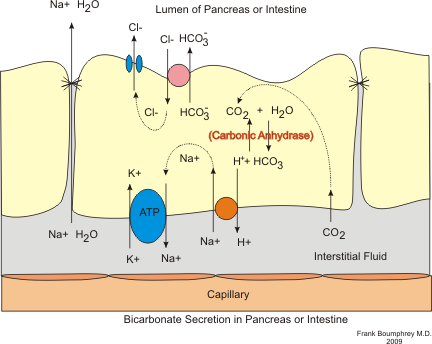 Na+ H2O
Lumen of Pancreas or Intestine
Cl-
Cl- HCO3-
Cl- HCO3-
CO2 + H2O
(Carbonic Anhydrase)
Na+
H+ + HCO3
K+
ATP
Na+ H2O
Na+
H+
CO2
K+
Na+
Interstitial Fluid
Capillary
Bicarbonate Secretion in Pancreas or Intestine
Frank Boumphrey M.D.
2009